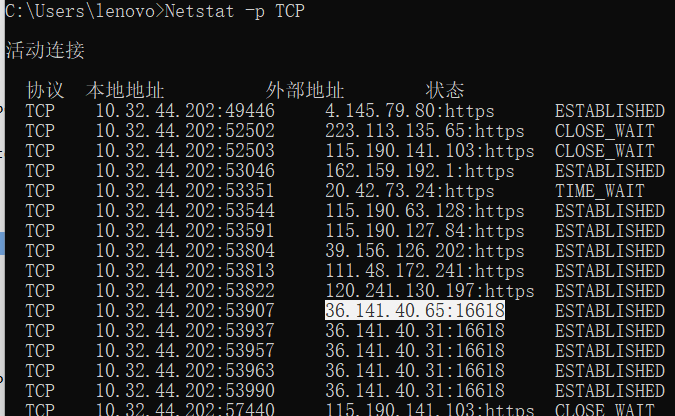 C:\Users\lenovo>Netstat -p TCP
活动连接
协议 本地地址 外部地址 状态
TCP 10.32.44.202:49446 4.145.79.80:https ESTABLISHED
TCP 10.32.44.202:52502 223.113.135.65:https CLOSE_WAIT
TCP 10.32.44.202:52503 115.190.141.103:https CLOSE_WAIT
TCP 10.32.44.202:53046 162.159.192.1:https ESTABLISHED
TCP 10.32.44.202:53351 20.42.73.24:https TIME_WAIT
TCP 10.32.44.202:53544 115.190.63.128:https ESTABLISHED
TCP 10.32.44.202:53591 115.190.127.84:https ESTABLISHED
TCP 10.32.44.202:53804 39.156.126.202:https ESTABLISHED
TCP 10.32.44.202:53813 111.48.172.241:https ESTABLISHED
TCP 10.32.44.202:53822 120.241.130.197:https ESTABLISHED
TCP 10.32.44.202:53907 36.141.40.65:16618 ESTABLISHED
TCP 10.32.44.202:53937 36.141.40.31:16618 ESTABLISHED
TCP 10.32.44.202:53957 36.141.40.31:16618 ESTABLISHED
TCP 10.32.44.202:53963 36.141.40.31:16618 ESTABLISHED
TCP 10.32.44.202:53990 36.141.40.31:16618 ESTABLISHED
TCP 10.32.44.202:57440 115.190.141.103:https CLOSE_WAIT